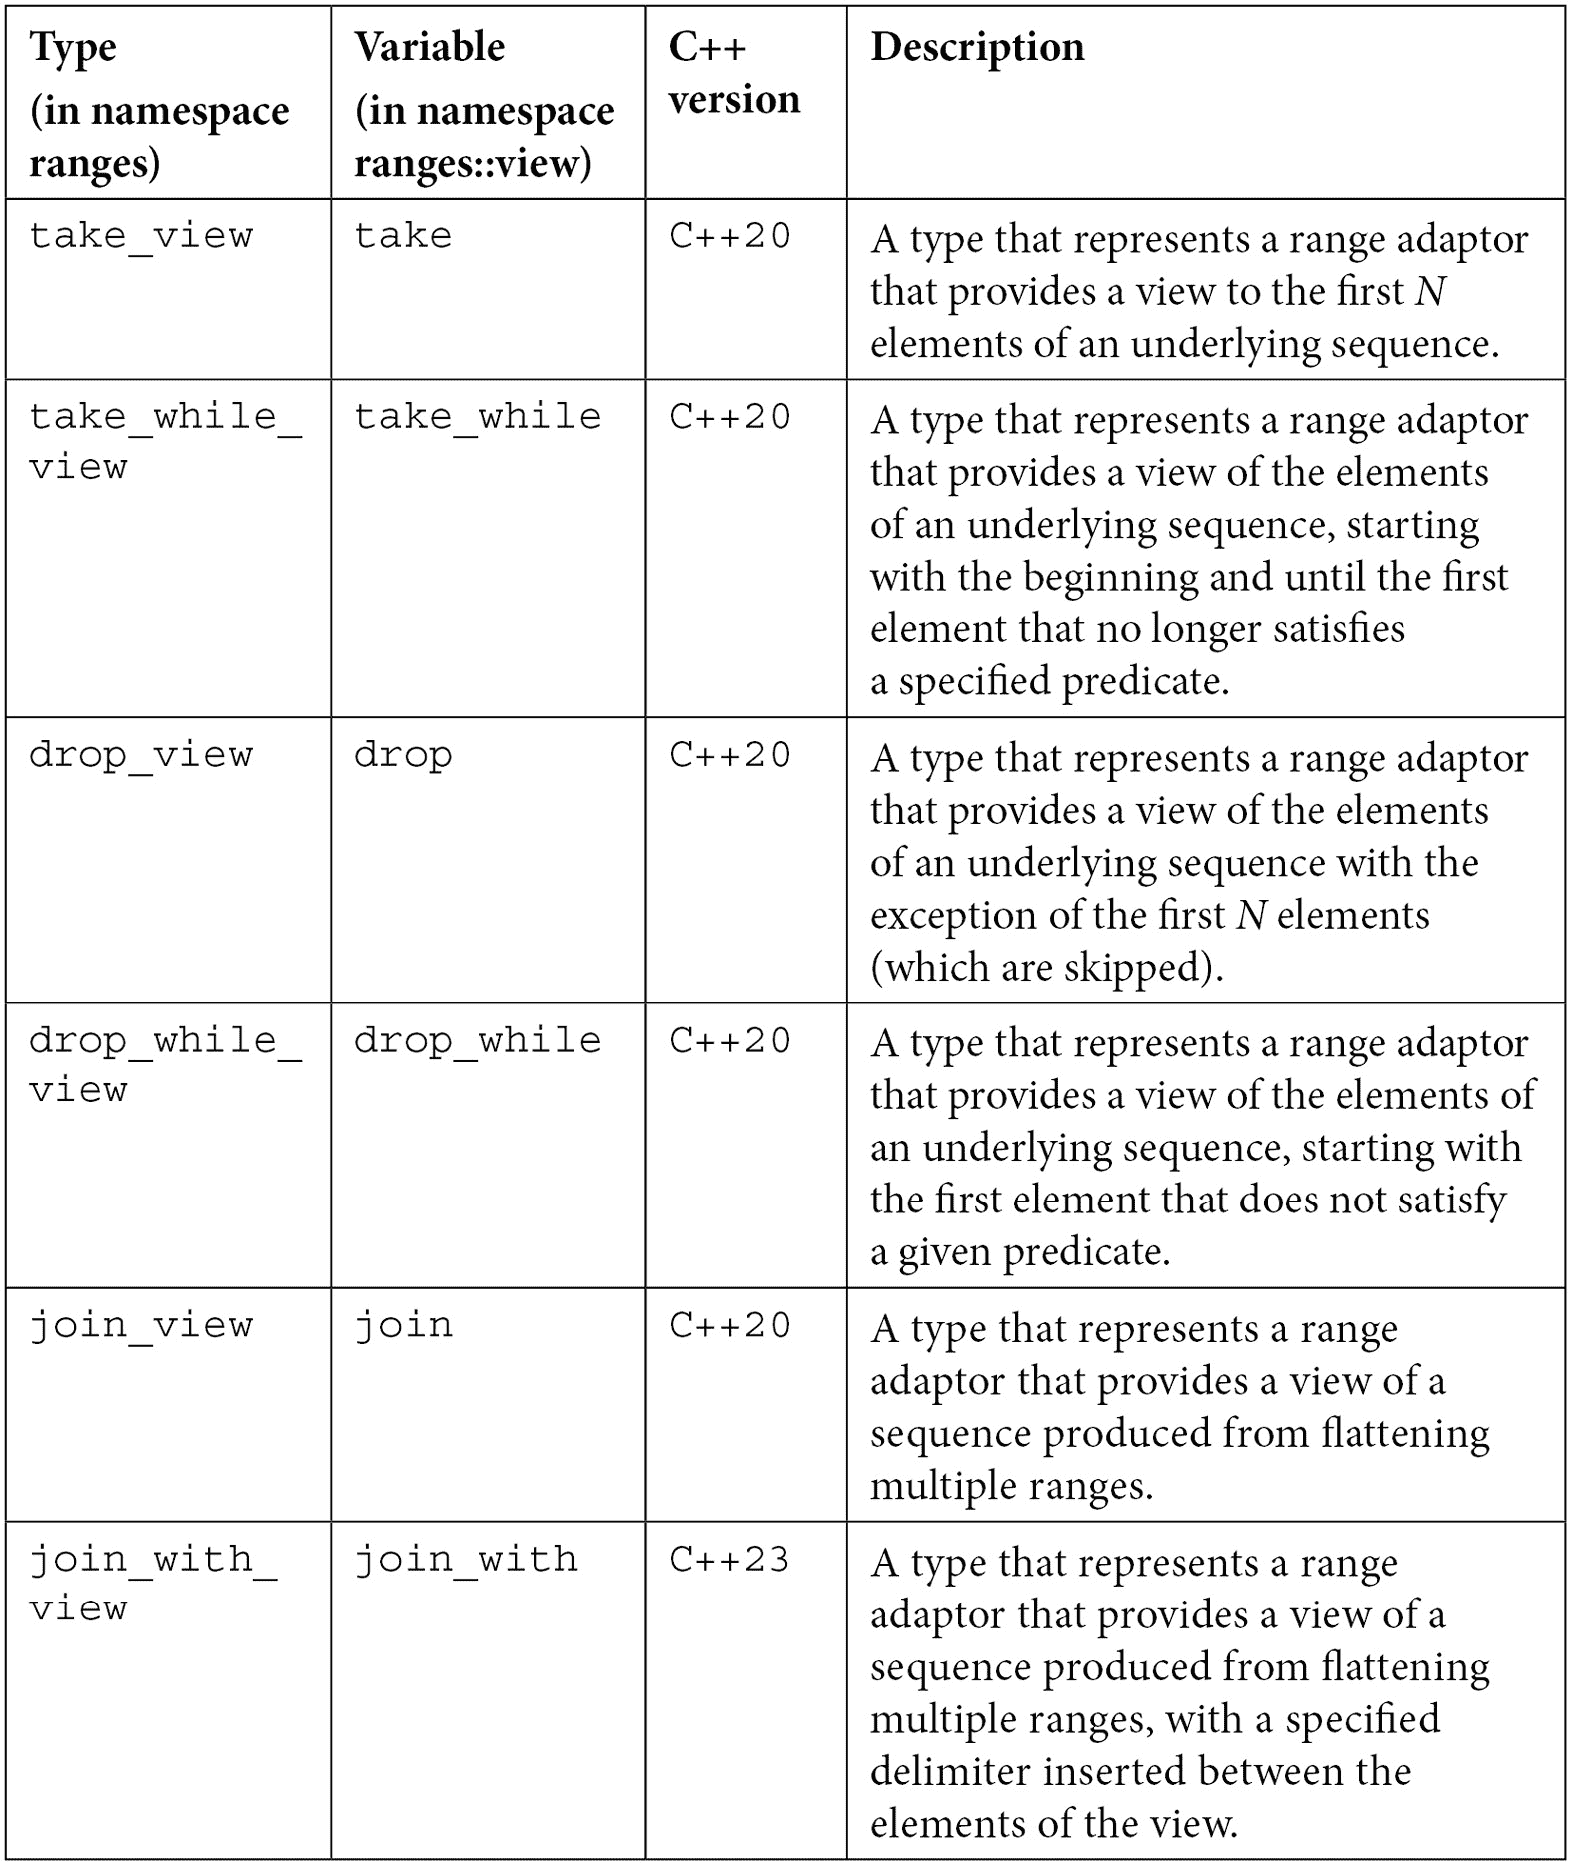 Type
(in namespace
ranges)
Variable
(in namespace
ranges::view)
C++
version
Description
take_view
take
C++20
A type that represents a range adaptor
that provides a view to the first N
elements of an underlying sequence.
take_while_
view
take_while
C++20
A type that represents a range adaptor
that provides a view of the elements
of an underlying sequence, starting
with the beginning and until the first
element that no longer satisfies
a specified predicate.
drop_view
drop
C++20
A type that represents a range adaptor
that provides a view of the elements
of an underlying sequence with the
exception of the first N elements
(which are skipped).
drop_while_
view
drop_while
C++20
A type that represents a range adaptor
that provides a view of the elements of
an underlying sequence, starting with
the first element that does not satisfy
a given predicate.
join_view
join
C++20
A type that represents a range
adaptor that provides a view of a
sequence produced from flattening
multiple ranges.
join_with_
view
join_with
C++23
A type that represents a range
adaptor that provides a view of a
sequence produced from flattening
multiple ranges, with a specified
delimiter inserted between the
elements of the view.